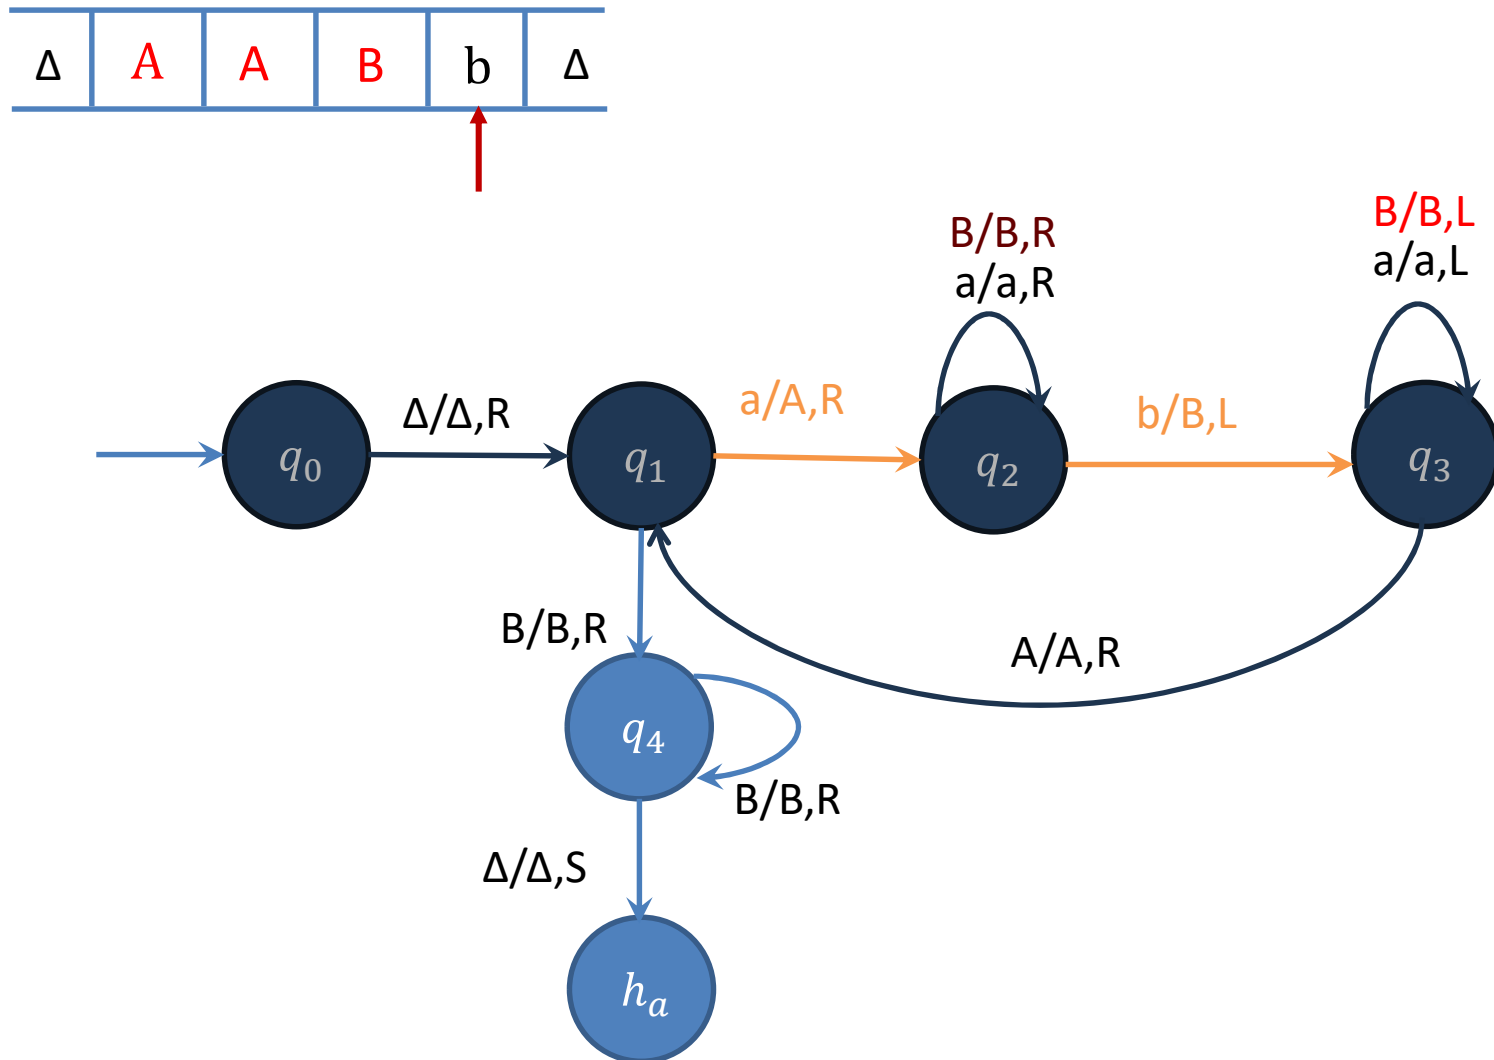 Δ A A B b Δ
B/B,R
a/a,R
B/B,L
a/a,L
Δ/Δ,R
a/A,R
b/B,L
q₀
q₁
q₂
q₃
B/B,R
A/A,R
q₄
B/B,R
Δ/Δ,S
hₐ